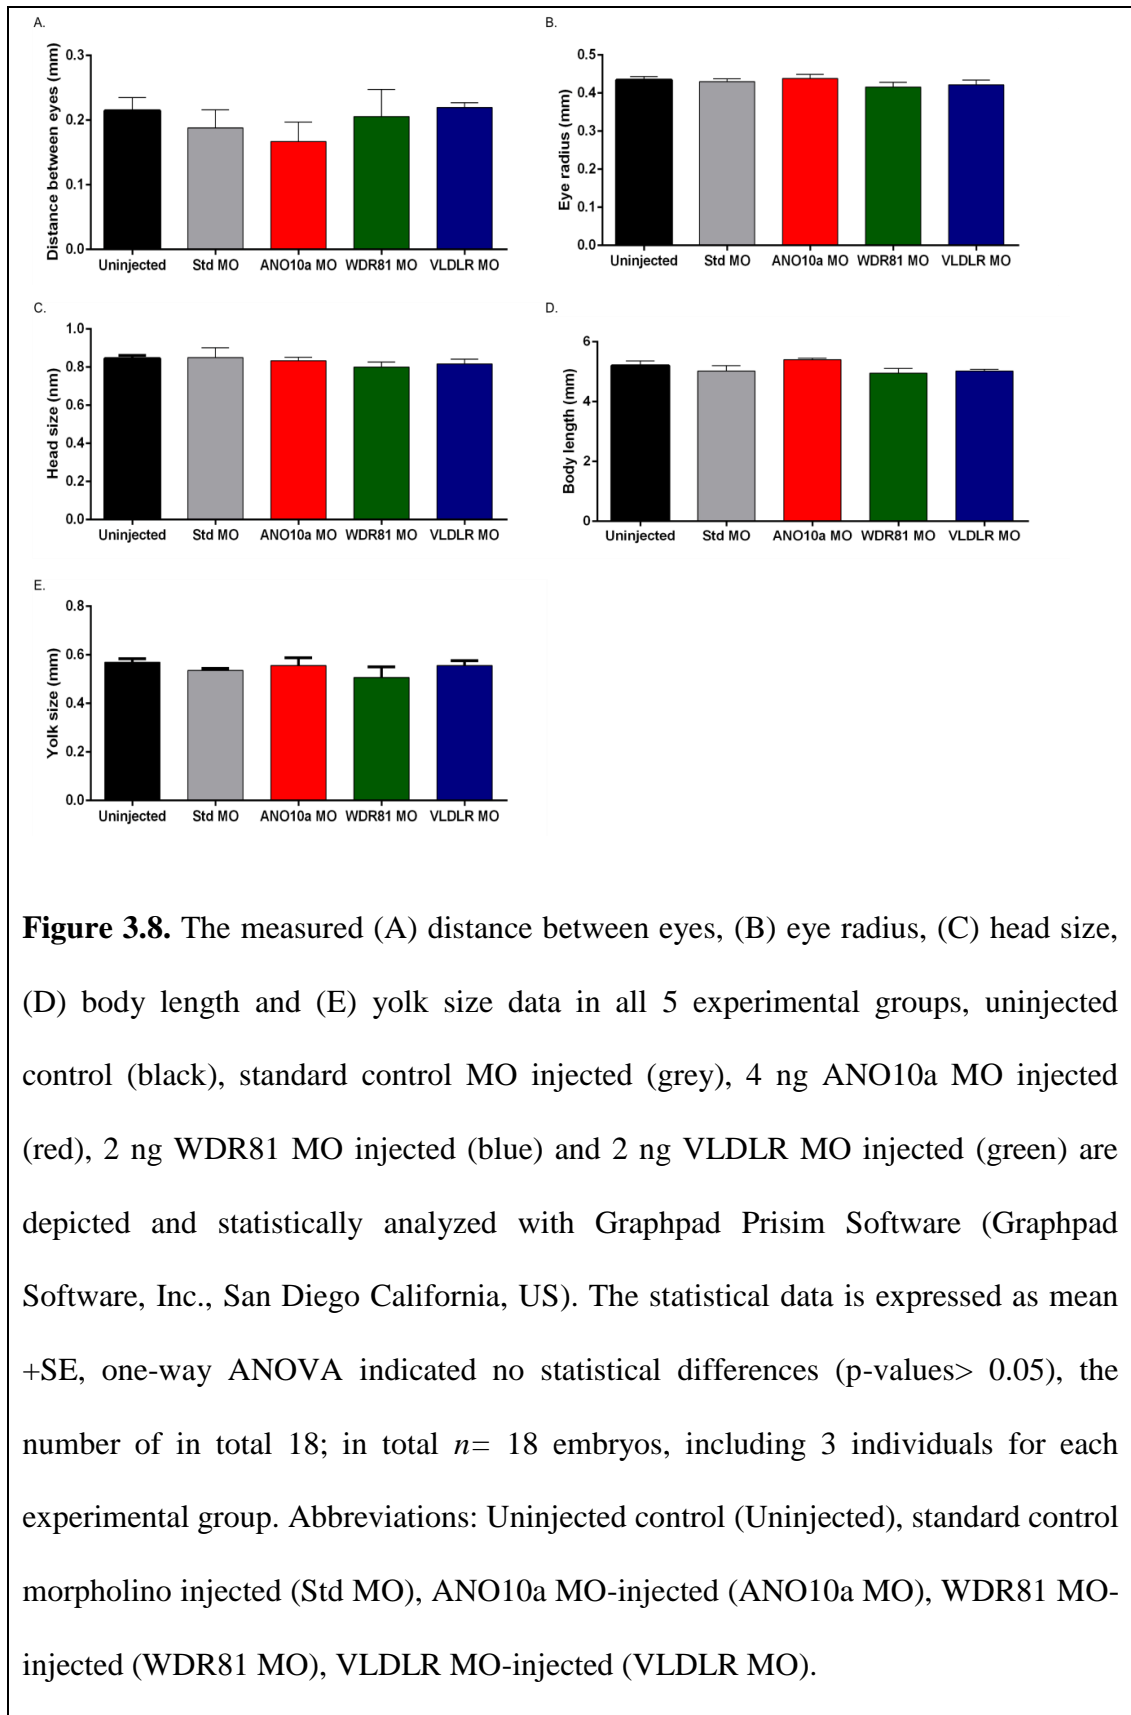 A.
Distance between eyes (mm)
0.3
0.2
0.1
0.0
Uninjected Std MO ANO10a MO WDR81 MO VLDLR MO
B.
Eye radius (mm)
0.5
0.4
0.3
0.2
0.1
0.0
Uninjected Std MO ANO10a MO WDR81 MO VLDLR MO
C.
Head size (nm)
1.0
0.8
0.6
0.4
0.2
0.0
Uninjected Std MO ANO10a MO WDR81 MO VLDLR MO
D.
Body length (mm)
6
4
2
0
Uninjected Std MO ANO10a MO WDR81 MO VLDLR MO
E.
Yolk size (mm)
0.8
0.6
0.4
0.2
0.0
Uninjected Std MO ANO10a MO WDR81 MO VLDLR MO
Figure 3.8. The measured (A) distance between eyes, (B) eye radius, (C) head size,
(D) body length and (E) yolk size data in all 5 experimental groups, uninjected
control (black), standard control MO injected (grey), 4 ng ANO10a MO injected
(red), 2 ng WDR81 MO injected (blue) and 2 ng VLDLR MO injected (green) are
depicted and statistically analyzed with Graphpad Prisim Software (Graphpad
Software, Inc., San Diego California, US). The statistical data is expressed as mean
+SE, one-way ANOVA indicated no statistical differences (p-values> 0.05), the
number of in total 18; in total n= 18 embryos, including 3 individuals for each
experimental group. Abbreviations: Uninjected control (Uninjected), standard control
morpholino injected (Std MO), ANO10a MO-injected (ANO10a MO), WDR81 MO-
injected (WDR81 MO), VLDLR MO-injected (VLDLR MO).